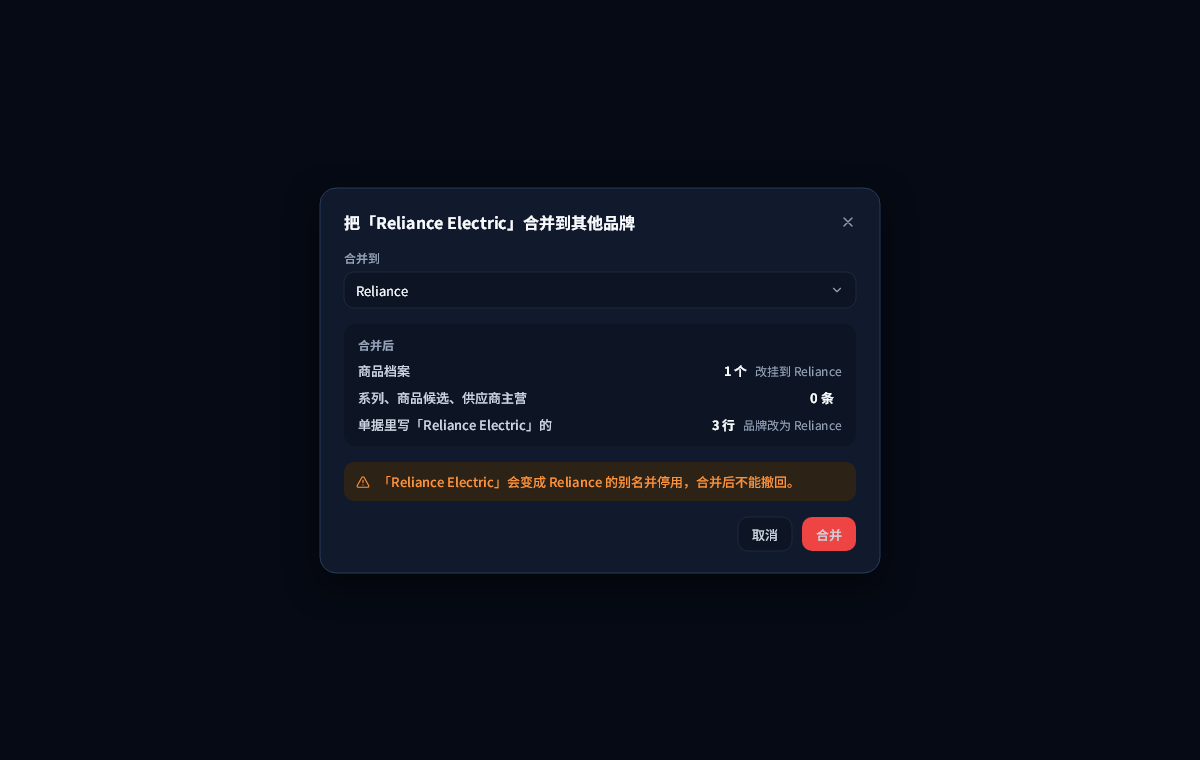 把「Reliance Electric」合并到其他品牌
合并到
Reliance
合并后
商品档案 1 个 改挂到 Reliance
系列、商品候选、供应商主营 0 条
单据里写「Reliance Electric」的 3 行 品牌改为 Reliance
「Reliance Electric」会变成 Reliance 的别名并停用，合并后不能撤回。
取消 合并